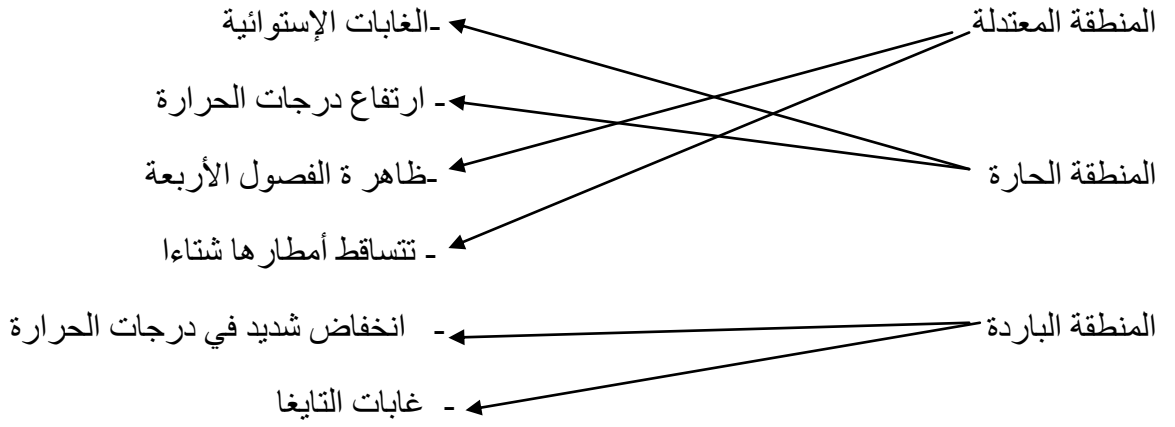 المنطقة المعتدلة -الغابات الإستوائية
- ارتفاع درجات الحرارة
-ظاهر ة الفصول الأربعة
المنطقة الحارة
- تتساقط أمطارها شتاءا
المنطقة الباردة - انخفاض شديد في درجات الحرارة
- غابات التايغا